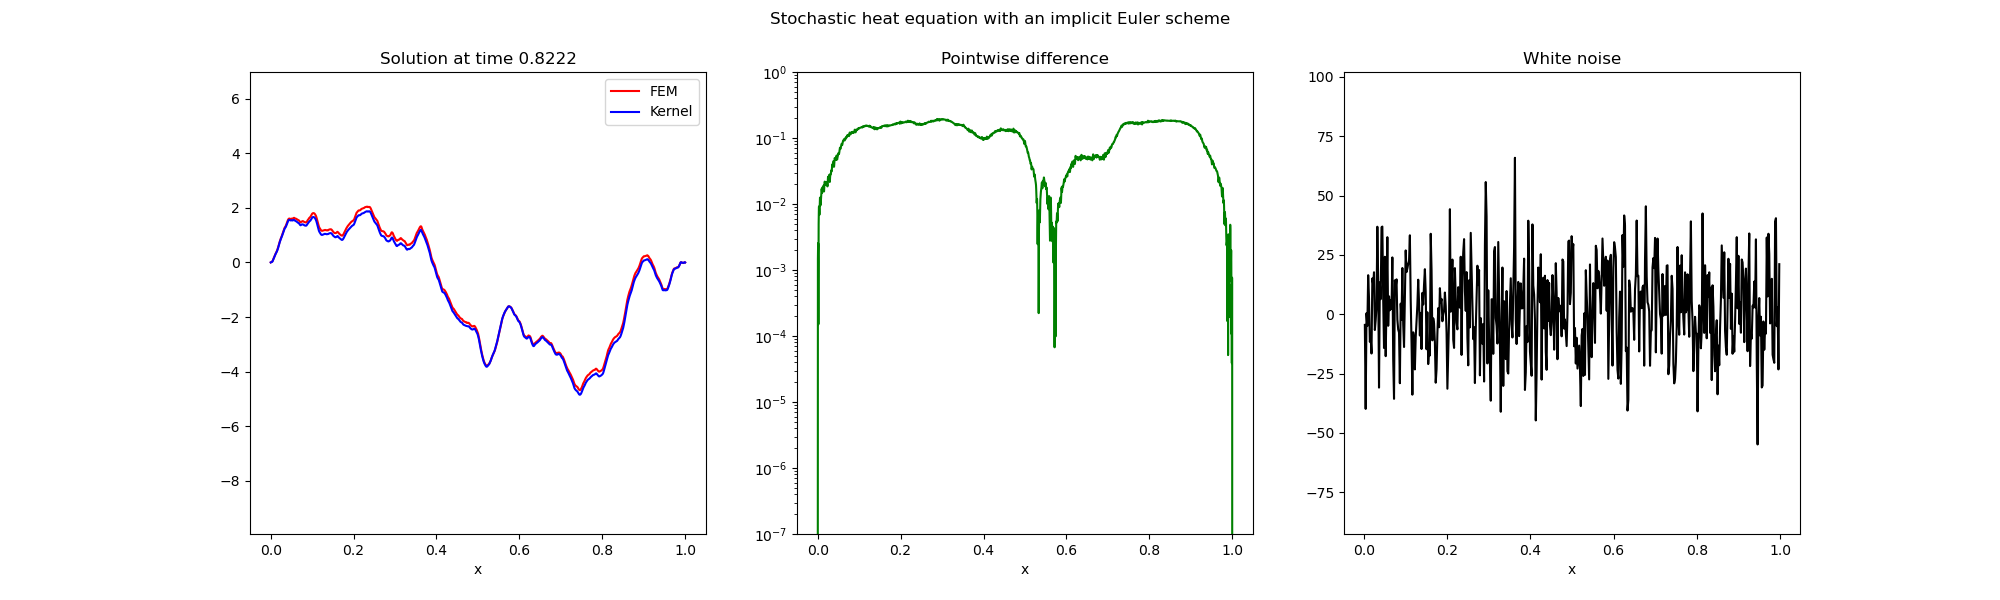 Stochastic heat equation with an implicit Euler scheme
Solution at time 0.8222
FEM
Kernel
6
4
2
0
−2
−4
−6
−8
0.0 0.2 0.4 0.6 0.8 1.0
x
Pointwise difference
10⁰
10⁻¹
10⁻²
10⁻³
10⁻⁴
10⁻⁵
10⁻⁶
10⁻⁷
0.0 0.2 0.4 0.6 0.8 1.0
x
White noise
100
75
50
25
0
−25
−50
−75
0.0 0.2 0.4 0.6 0.8 1.0
x